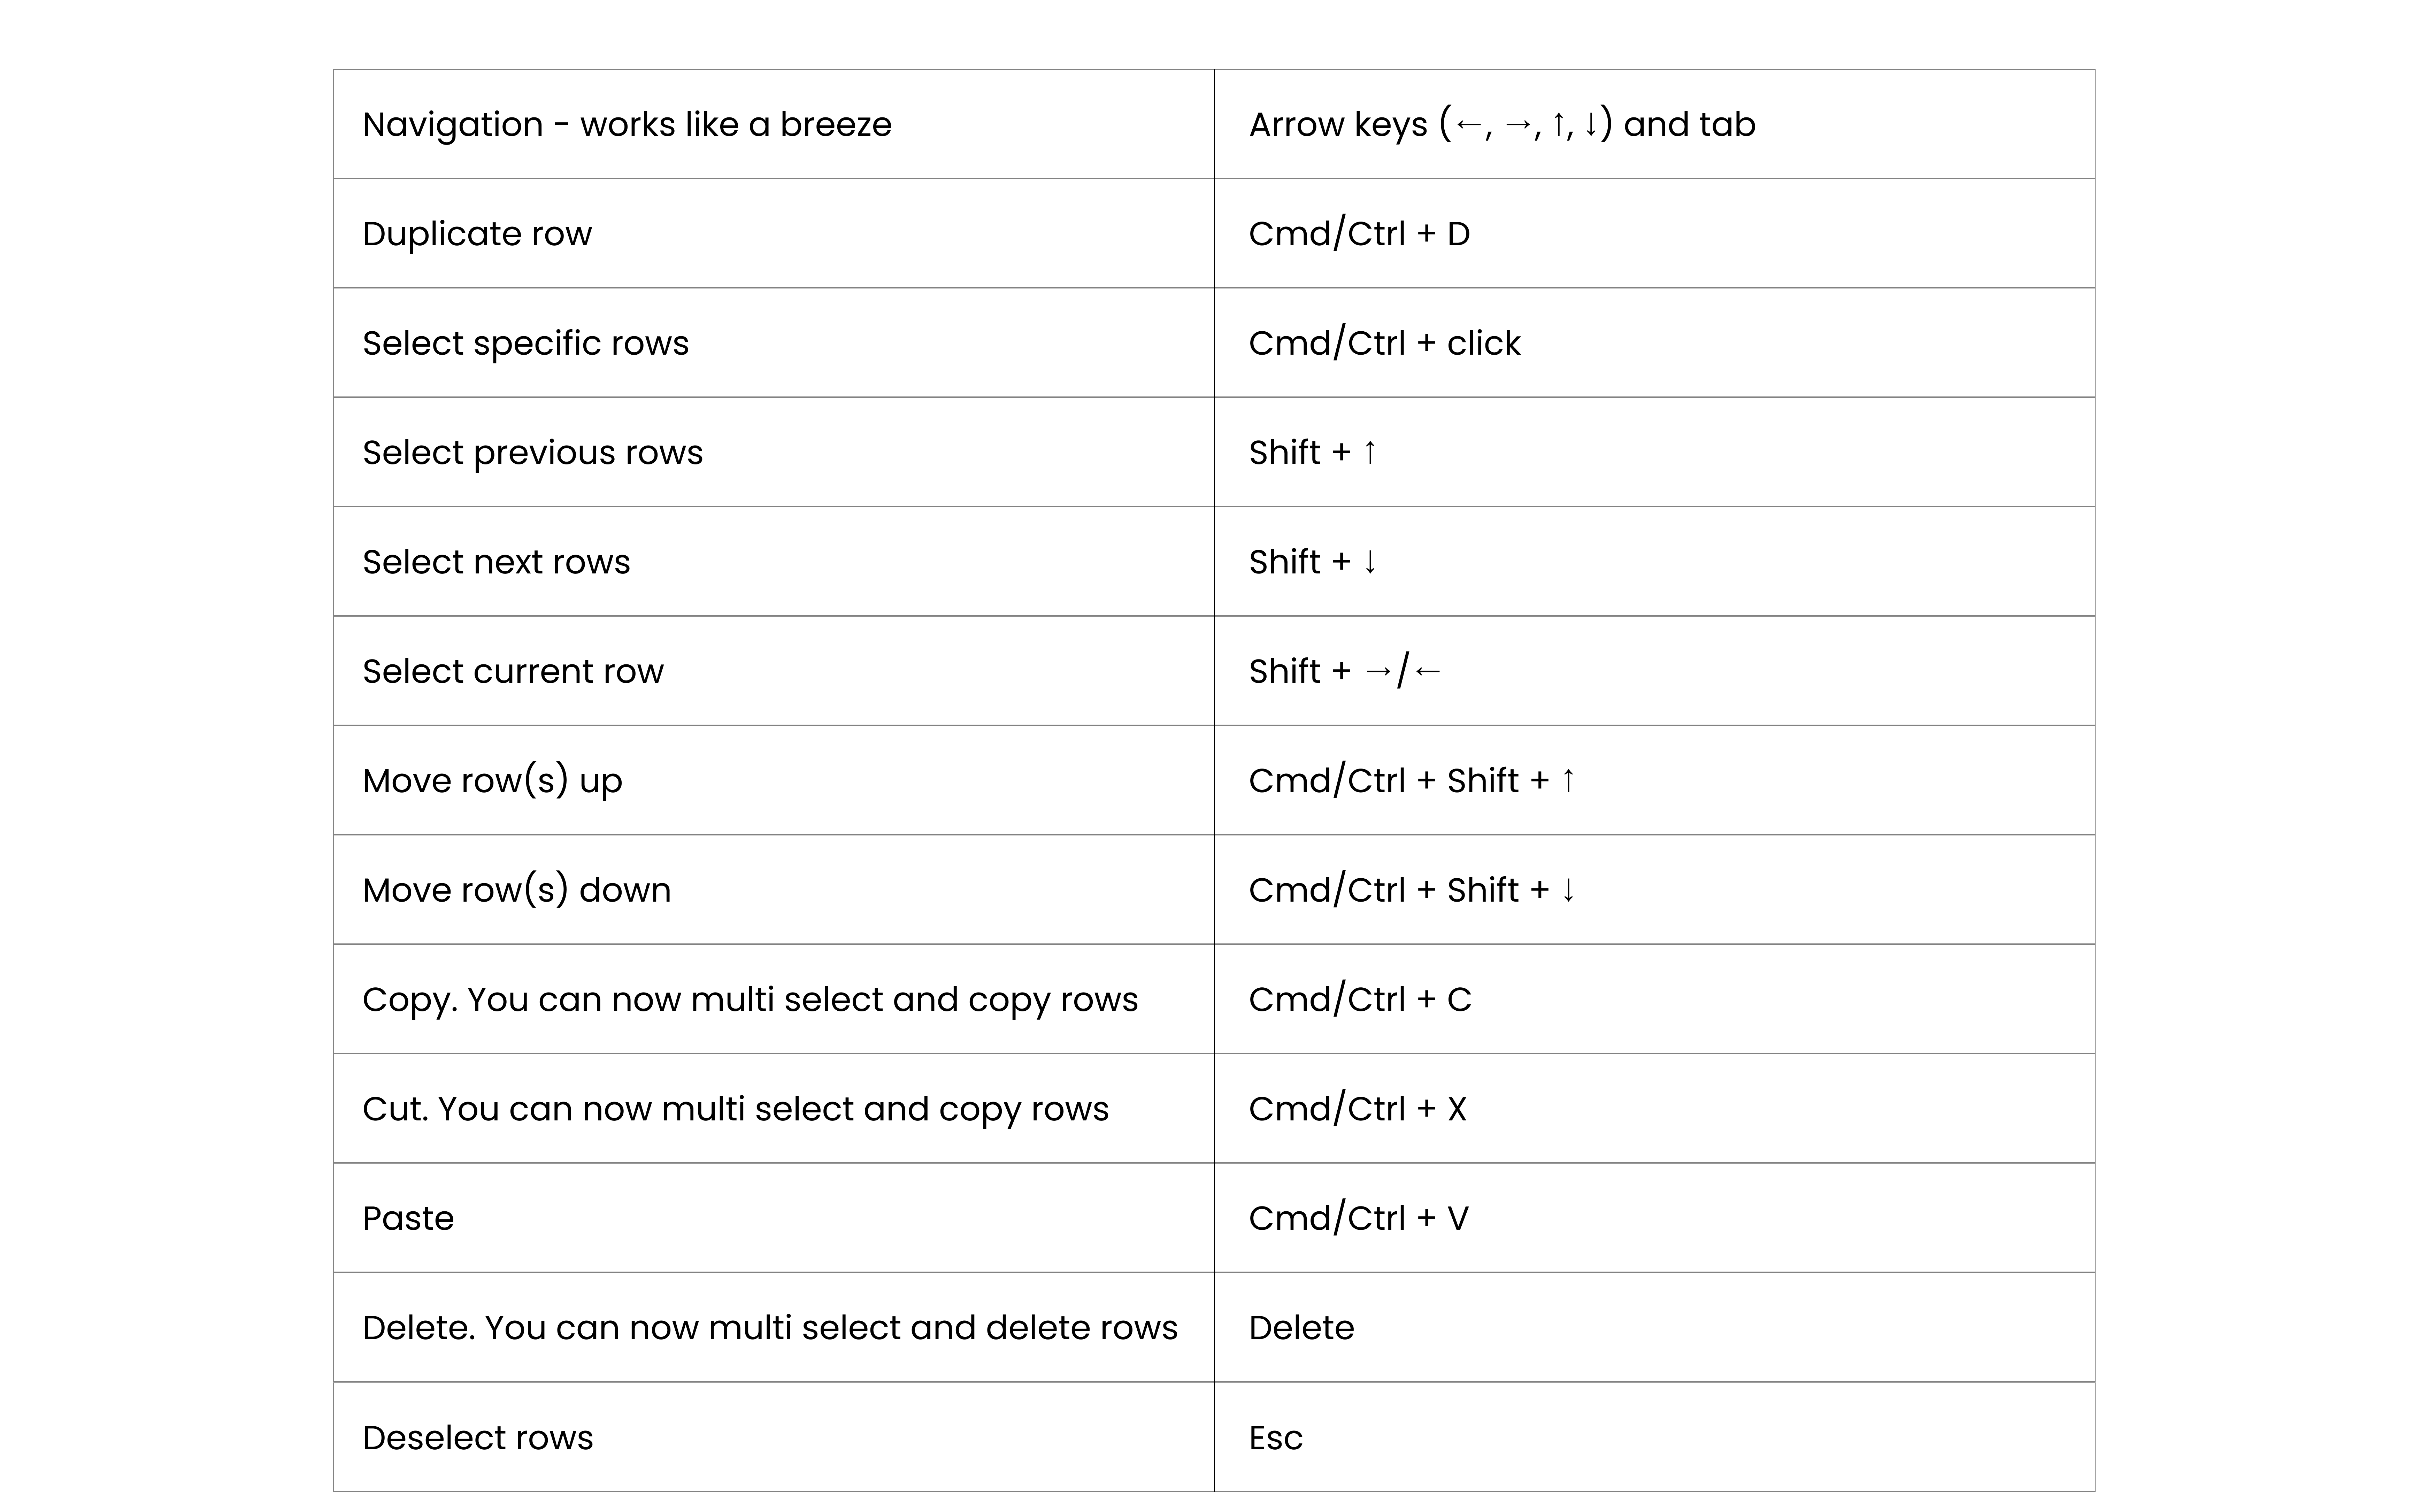 Navigation - works like a breeze Arrow keys (←, →, ↑, ↓) and tab
Duplicate row Cmd/Ctrl + D
Select specific rows Cmd/Ctrl + click
Select previous rows Shift + ↑
Select next rows Shift + ↓
Select current row Shift + →/←
Move row(s) up Cmd/Ctrl + Shift + ↑
Move row(s) down Cmd/Ctrl + Shift + ↓
Copy. You can now multi select and copy rows Cmd/Ctrl + C
Cut. You can now multi select and copy rows Cmd/Ctrl + X
Paste Cmd/Ctrl + V
Delete. You can now multi select and delete rows Delete
Deselect rows Esc